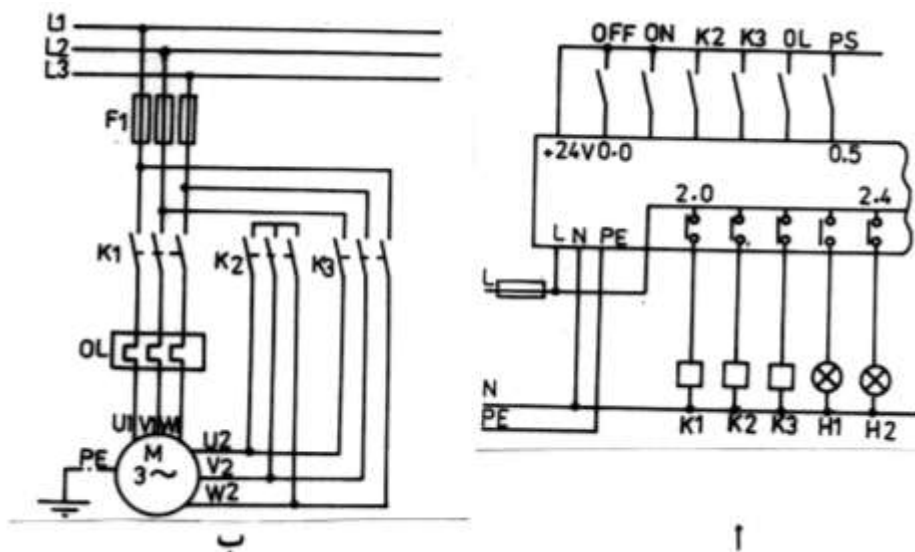 L1
L2
L3
F1
K1
K2
K3
OL
U1 V1 W1
M
3~
PE
U2
V2
W2
ب
OFF ON K2 K3 OL PS
+24V 0.0 0.5
2.0 2.4
L N PE
L
N
PE
K1 K2 K3 H1 H2
أ